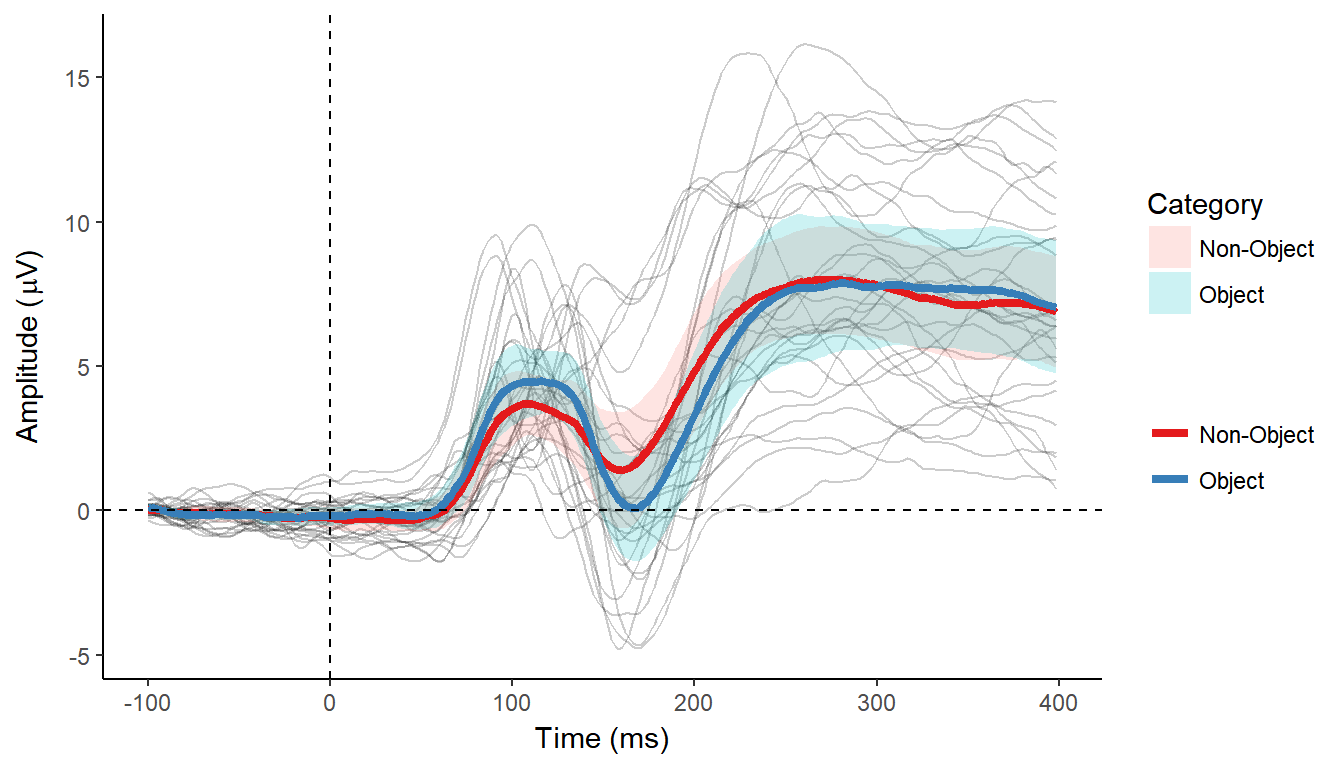 15
10
5
0
-5
Amplitude (μV)
-100
0
100
200
300
400
Time (ms)
Category
Non-Object
Object
Non-Object
Object